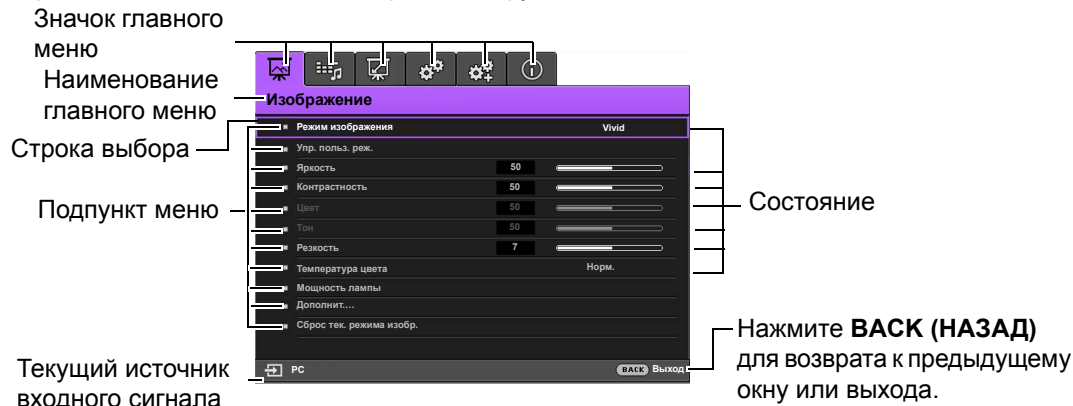 Значок главного
меню
Наименование
главного меню
Строка выбора
Подпункт меню
Текущий источник
входного сигнала
Изображение
Режим изображения Vivid
Упр. польз. реж.
Яркость 50
Контрастность 50
Цвет 50
Тон 50
Резкость 7
Температура цвета Норм.
Мощность лампы
Дополнит....
Сброс тек. режима изобр.
PC BACK Выход
Состояние
Нажмите BACK (НАЗАД)
для возврата к предыдущему
окну или выхода.